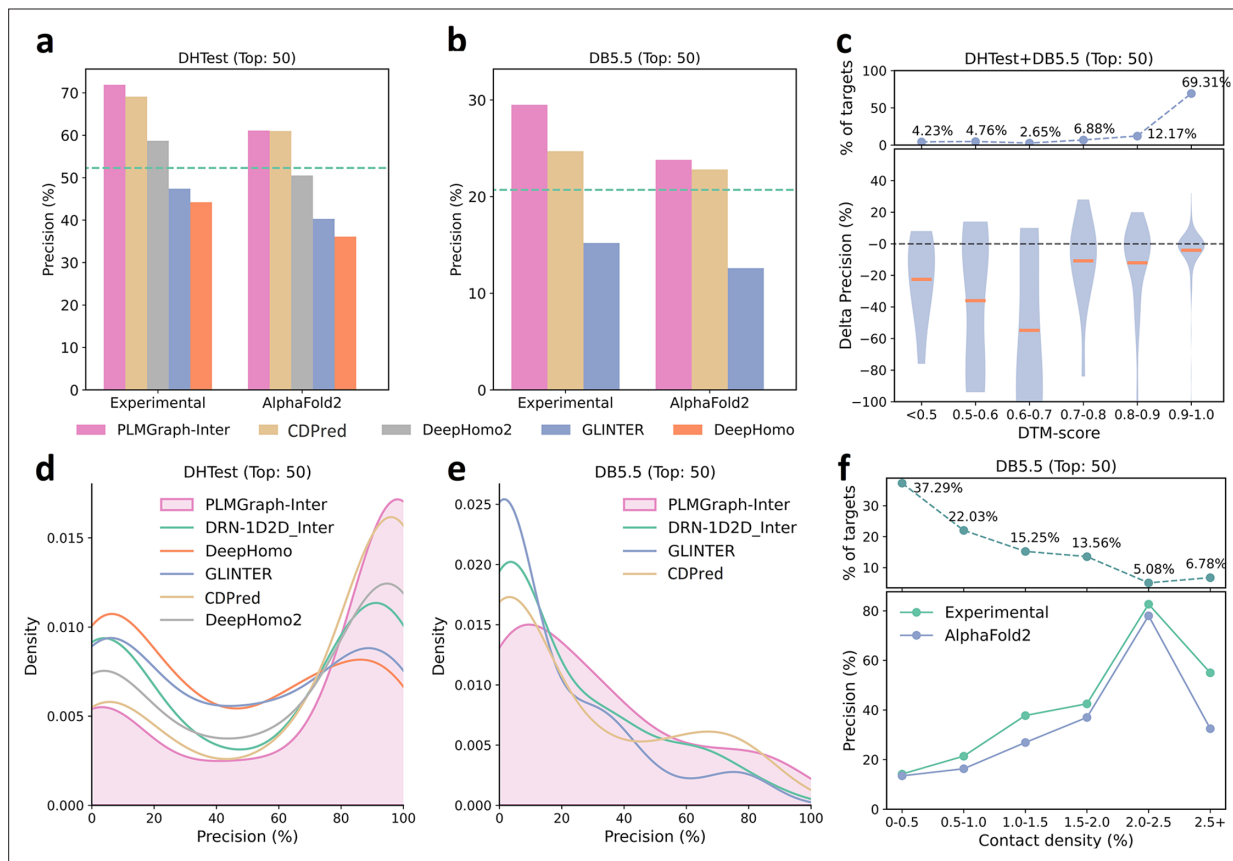 a
DHTest (Top: 50)
Precision (%)
70
60
50
40
30
20
10
0
Experimental
AlphaFold2
b
DB5.5 (Top: 50)
Precision (%)
30
20
10
0
Experimental
AlphaFold2
PLMGraph-Inter
CDPred
DeepHomo2
GLINTER
DeepHomo
c
DHTest+DB5.5 (Top: 50)
% of targets
100
50
0
4.23%
4.76%
2.65%
6.88%
12.17%
69.31%
Delta Precision (%)
40
20
−0
−20
−40
−60
−80
−100
<0.5
0.5-0.6
0.6-0.7
0.7-0.8
0.8-0.9
0.9-1.0
DTM-score
d
DHTest (Top: 50)
Density
0.015
0.010
0.005
0.000
PLMGraph-Inter
DRN-1D2D_Inter
DeepHomo
GLINTER
CDPred
DeepHomo2
0
20
40
60
80
100
Precision (%)
e
DB5.5 (Top: 50)
Density
0.025
0.020
0.015
0.010
0.005
0.000
PLMGraph-Inter
DRN-1D2D_Inter
GLINTER
CDPred
0
20
40
60
80
100
Precision (%)
f
DB5.5 (Top: 50)
% of targets
30
20
10
37.29%
22.03%
15.25%
13.56%
5.08%
6.78%
Precision (%)
80
60
40
20
0
Experimental
AlphaFold2
0-0.5
0.5-1.0
1.0-1.5
1.5-2.0
2.0-2.5
2.5+
Contact density (%)